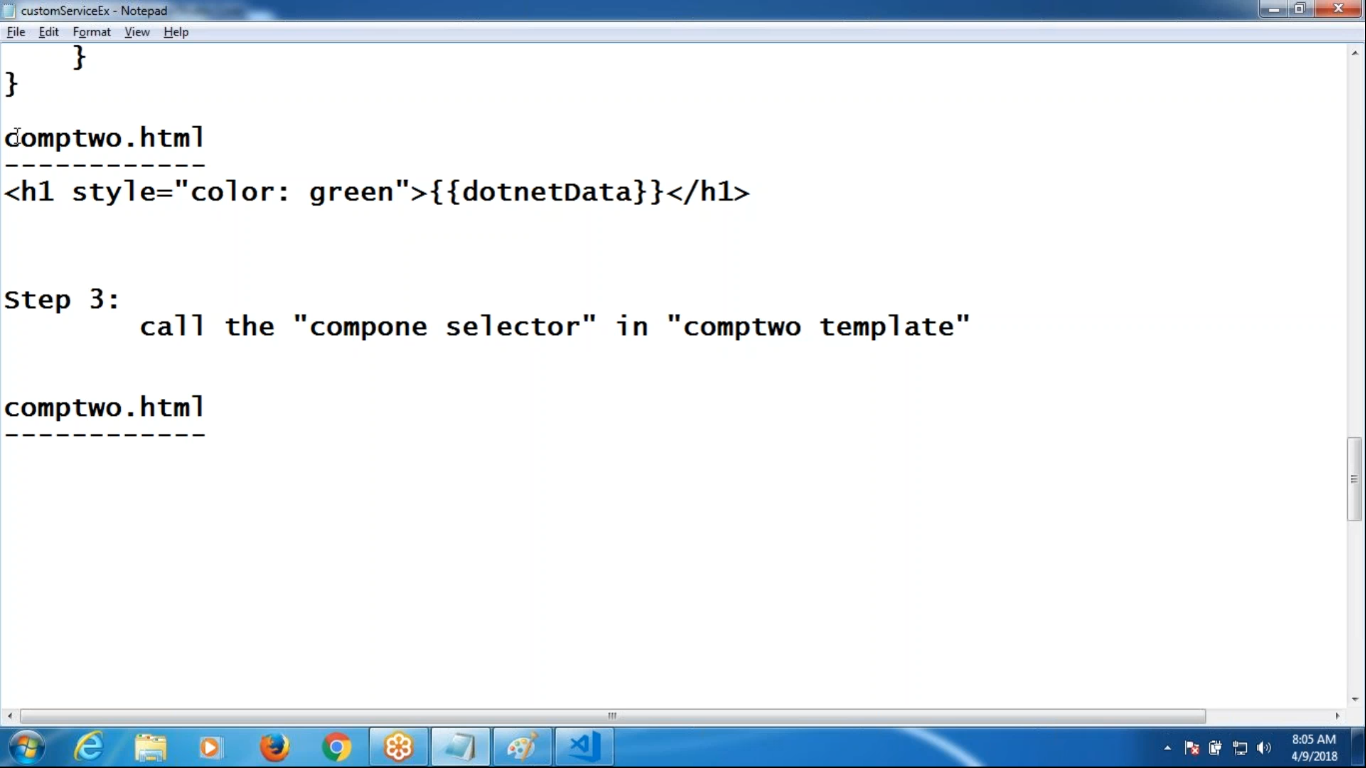 customServiceEx - Notepad
File Edit Format View Help
}
}
comptwo.html
------------
<h1 style="color: green">{{dotnetData}}</h1>
Step 3:
call the "compone selector" in "comptwo template"
comptwo.html
------------
8:05 AM
4/9/2018